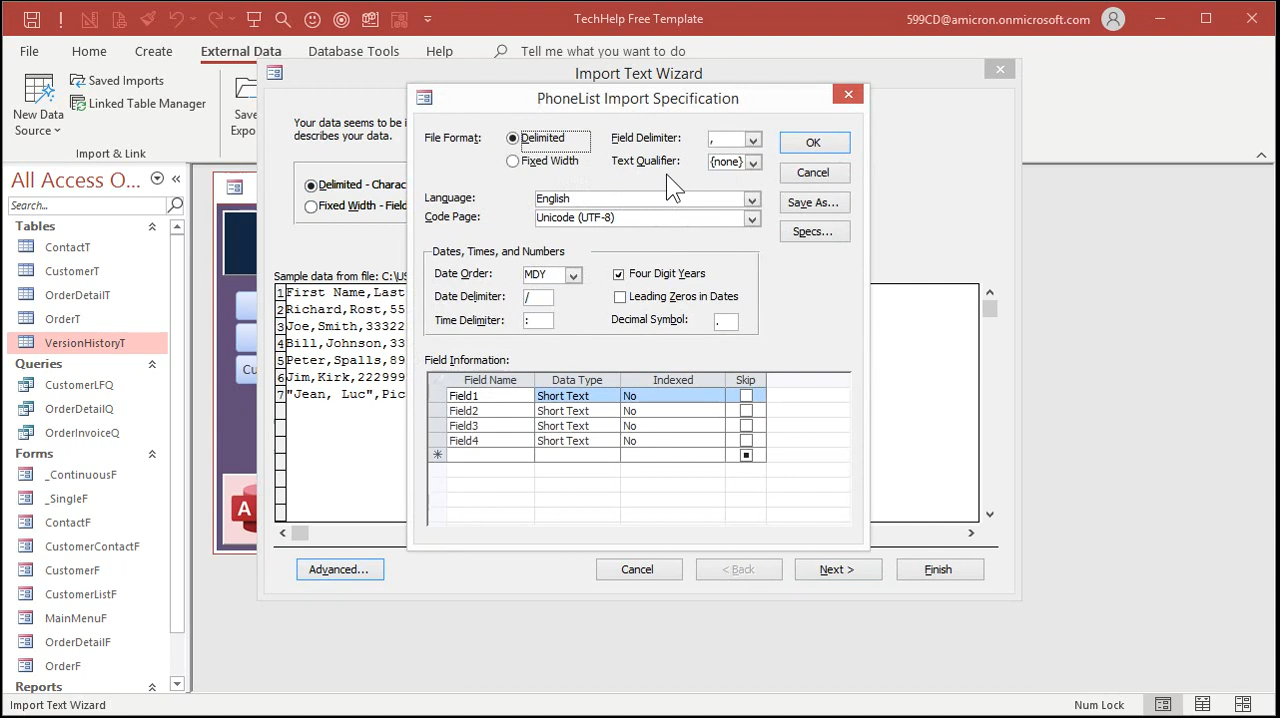 TechHelp Free Template
599CD@amicron.onmicrosoft.com
File Home Create External Data Database Tools Help Tell me what you want to do
New Data Source
Saved Imports
Linked Table Manager
Import & Link
Save
Expo
All Access O...
Search...
Tables
ContactT
CustomerT
OrderDetailT
OrderT
VersionHistoryT
Queries
CustomerLFQ
OrderDetailQ
OrderInvoiceQ
Forms
_ContinuousF
_SingleF
ContactF
CustomerContactF
CustomerF
CustomerListF
MainMenuF
OrderDetailF
OrderF
Reports
Cu
A
Import Text Wizard
Your data seems to be i
describes your data.
Delimited - Charac
Fixed Width - Field
Sample data from file: C:\US
1 First Name,Last
2 Richard,Rost,55
3 Joe,Smith,33322
4 Bill,Johnson,33
5 Peter,Spalls,89
6 Jim,Kirk,222999
7 "Jean, Luc",Pic
Advanced... Cancel < Back Next > Finish
PhoneList Import Specification
File Format: Delimited Field Delimiter: , OK
Fixed Width Text Qualifier: {none} Cancel
Language: English Save As...
Code Page: Unicode (UTF-8) Specs...
Dates, Times, and Numbers
Date Order: MDY Four Digit Years
Date Delimiter: / Leading Zeros in Dates
Time Delimiter: : Decimal Symbol: .
Field Information:
Field Name Data Type Indexed Skip
Field1 Short Text No
Field2 Short Text No
Field3 Short Text No
Field4 Short Text No
Import Text Wizard Num Lock